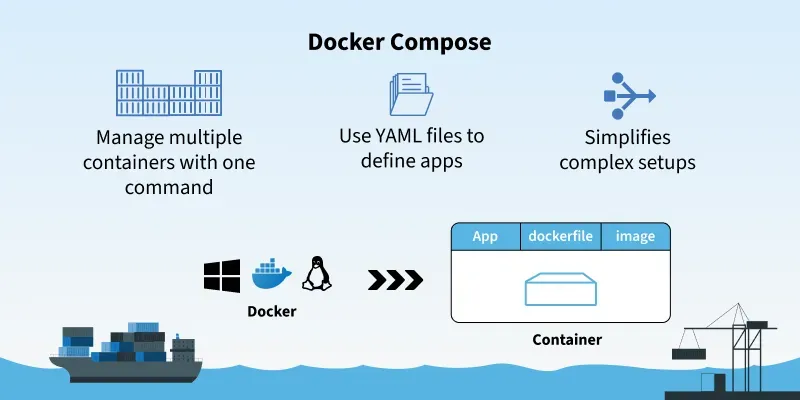 Docker Compose
Manage multiple
containers with one
command
Use YAML files to
define apps
Simplifies
complex setups
App
dockerfile
image
Docker
Container